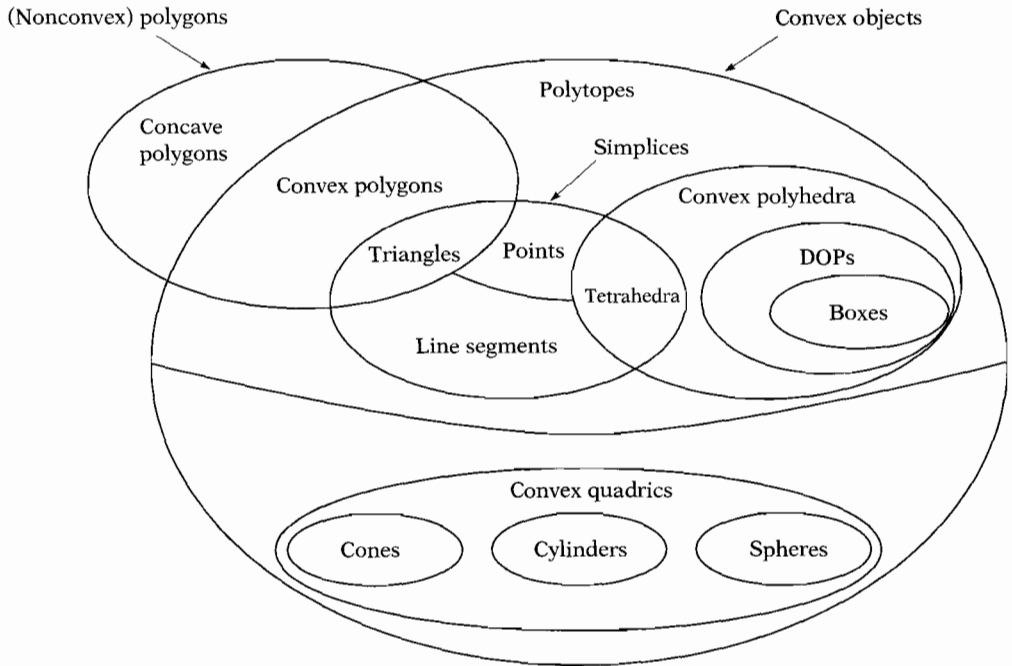 (Nonconvex) polygons
Convex objects
Polytopes
Concave
polygons
Simplices
Convex polygons
Convex polyhedra
Triangles
Points
DOPs
Tetrahedra
Boxes
Line segments
Convex quadrics
Cones
Cylinders
Spheres